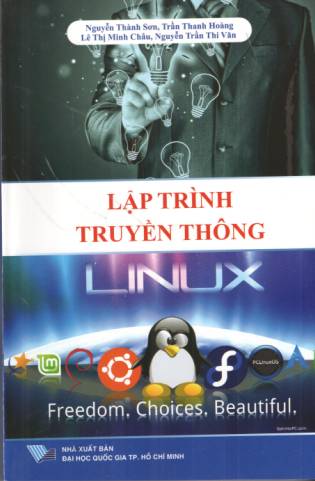 Nguyễn Thành Sơn, Trần Thanh Hoàng
Lê Thị Minh Châu, Nguyễn Trần Thi Văn
LẬP TRÌNH
TRUYỀN THÔNG
LINUX
PCLinuxOS
Freedom. Choices. Beautiful.
NHÀ XUẤT BẢN
ĐẠI HỌC QUỐC GIA TP. HỒ CHÍ MINH